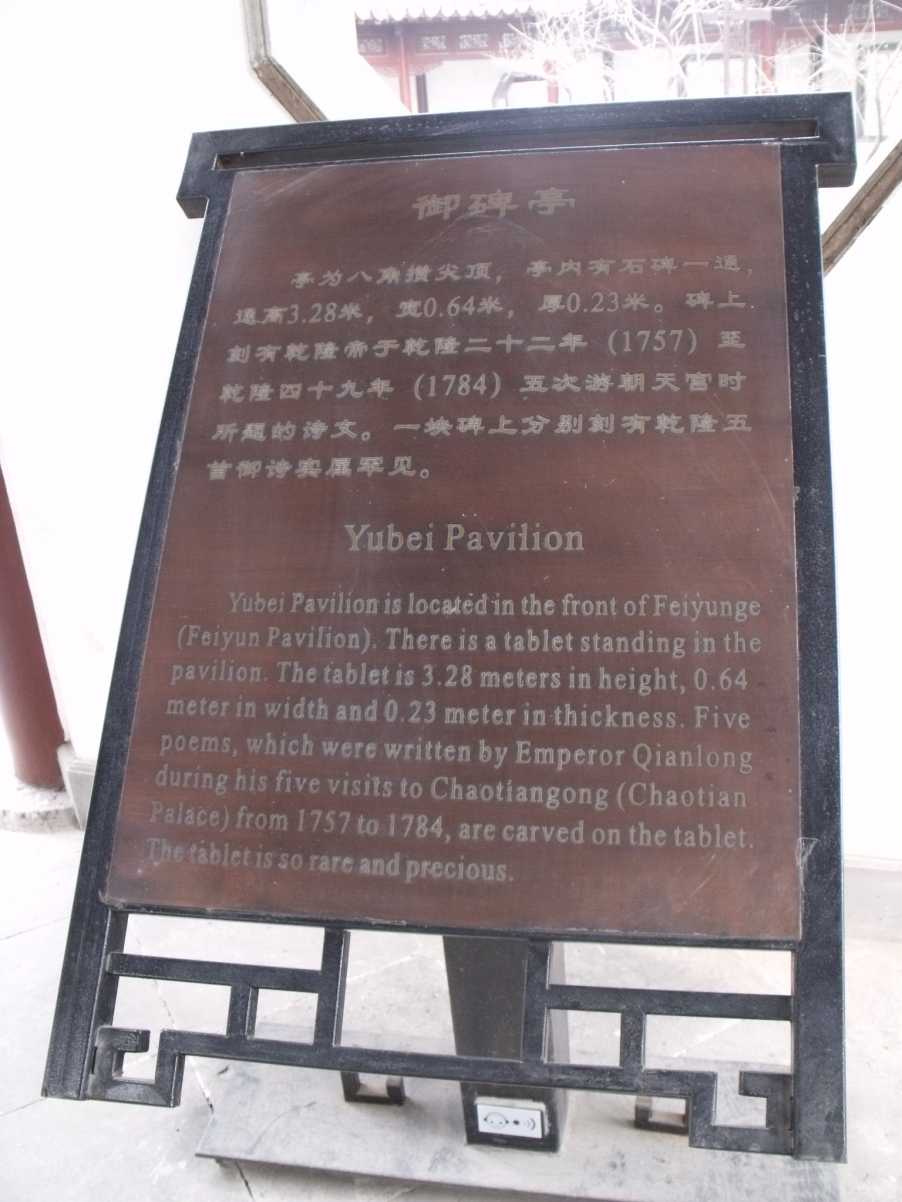 御碑亭
亭为八角攒尖顶，亭内有石碑一通，
通高3.28米，宽0.64米，厚0.23米。碑上
刻有乾隆帝于乾隆二十二年（1757）至
乾隆四十九年（1784）五次游朝天宫时
所题的诗文。一块碑上分别刻有乾隆五
首御诗实属罕见。
Yubei Pavilion
Yubei Pavilion is located in the front of Feiyunge
(Feiyun Pavilion). There is a tablet standing in the
pavilion. The tablet is 3.28 meters in height, 0.64
meter in width and 0.23 meter in thickness. Five
poems, which were written by Emperor Qianlong
during his five visits to Chaotiangong (Chaotian
Palace) from 1757 to 1784, are carved on the tablet.
The tablet is so rare and precious.